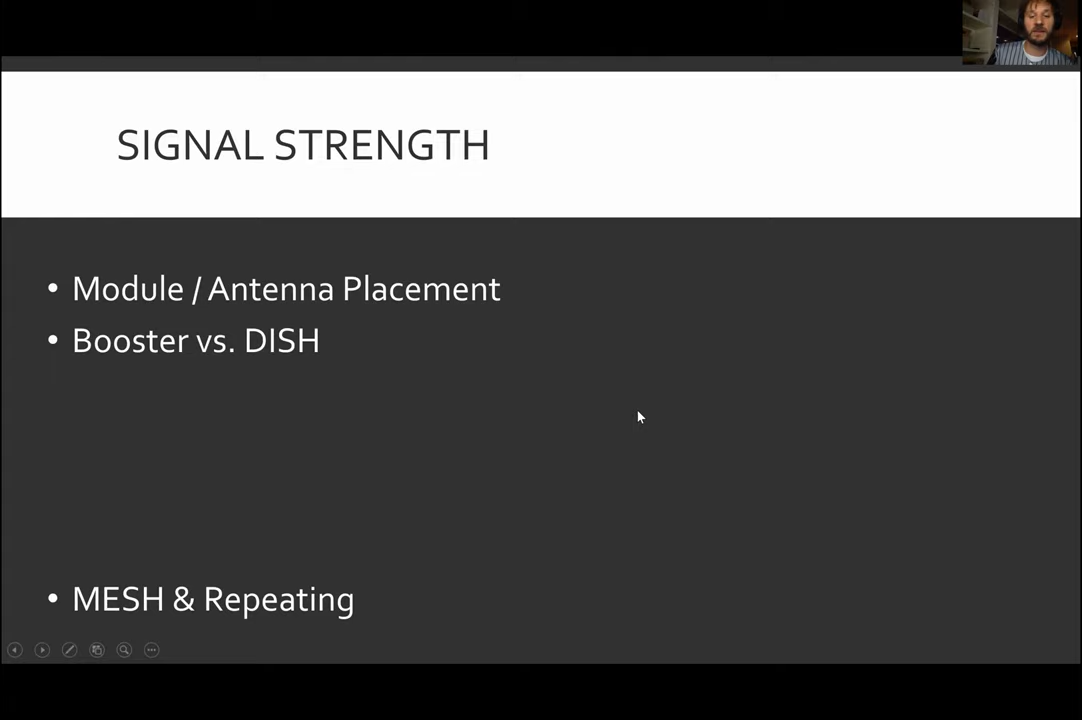 SIGNAL STRENGTH
• Module / Antenna Placement
• Booster vs. DISH
• MESH & Repeating